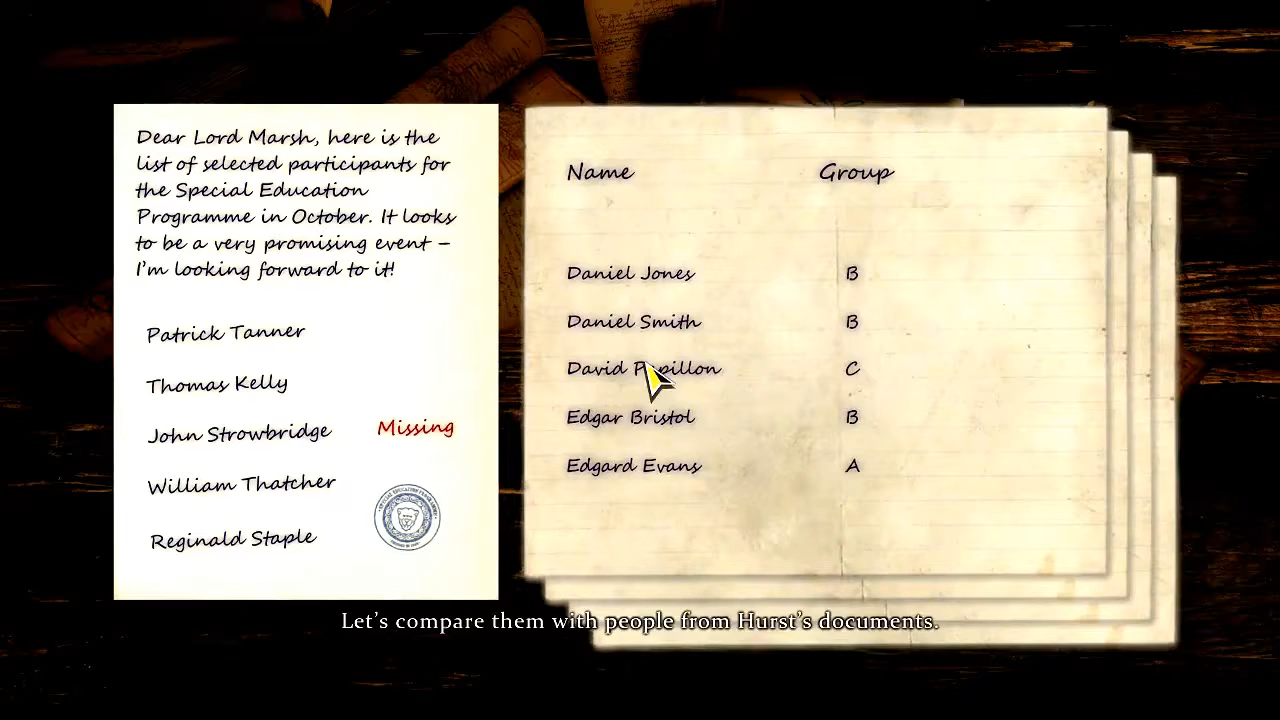 Dear Lord Marsh, here is the
list of selected participants for
the Special Education
Programme in October. It looks
to be a very promising event –
I'm looking forward to it!
Patrick Tanner
Thomas Kelly
John Strowbridge Missing
William Thatcher
Reginald Staple
Name Group
Daniel Jones B
Daniel Smith B
David Papillon C
Edgar Bristol B
Edgard Evans A
Let's compare them with people from Hurst's documents.